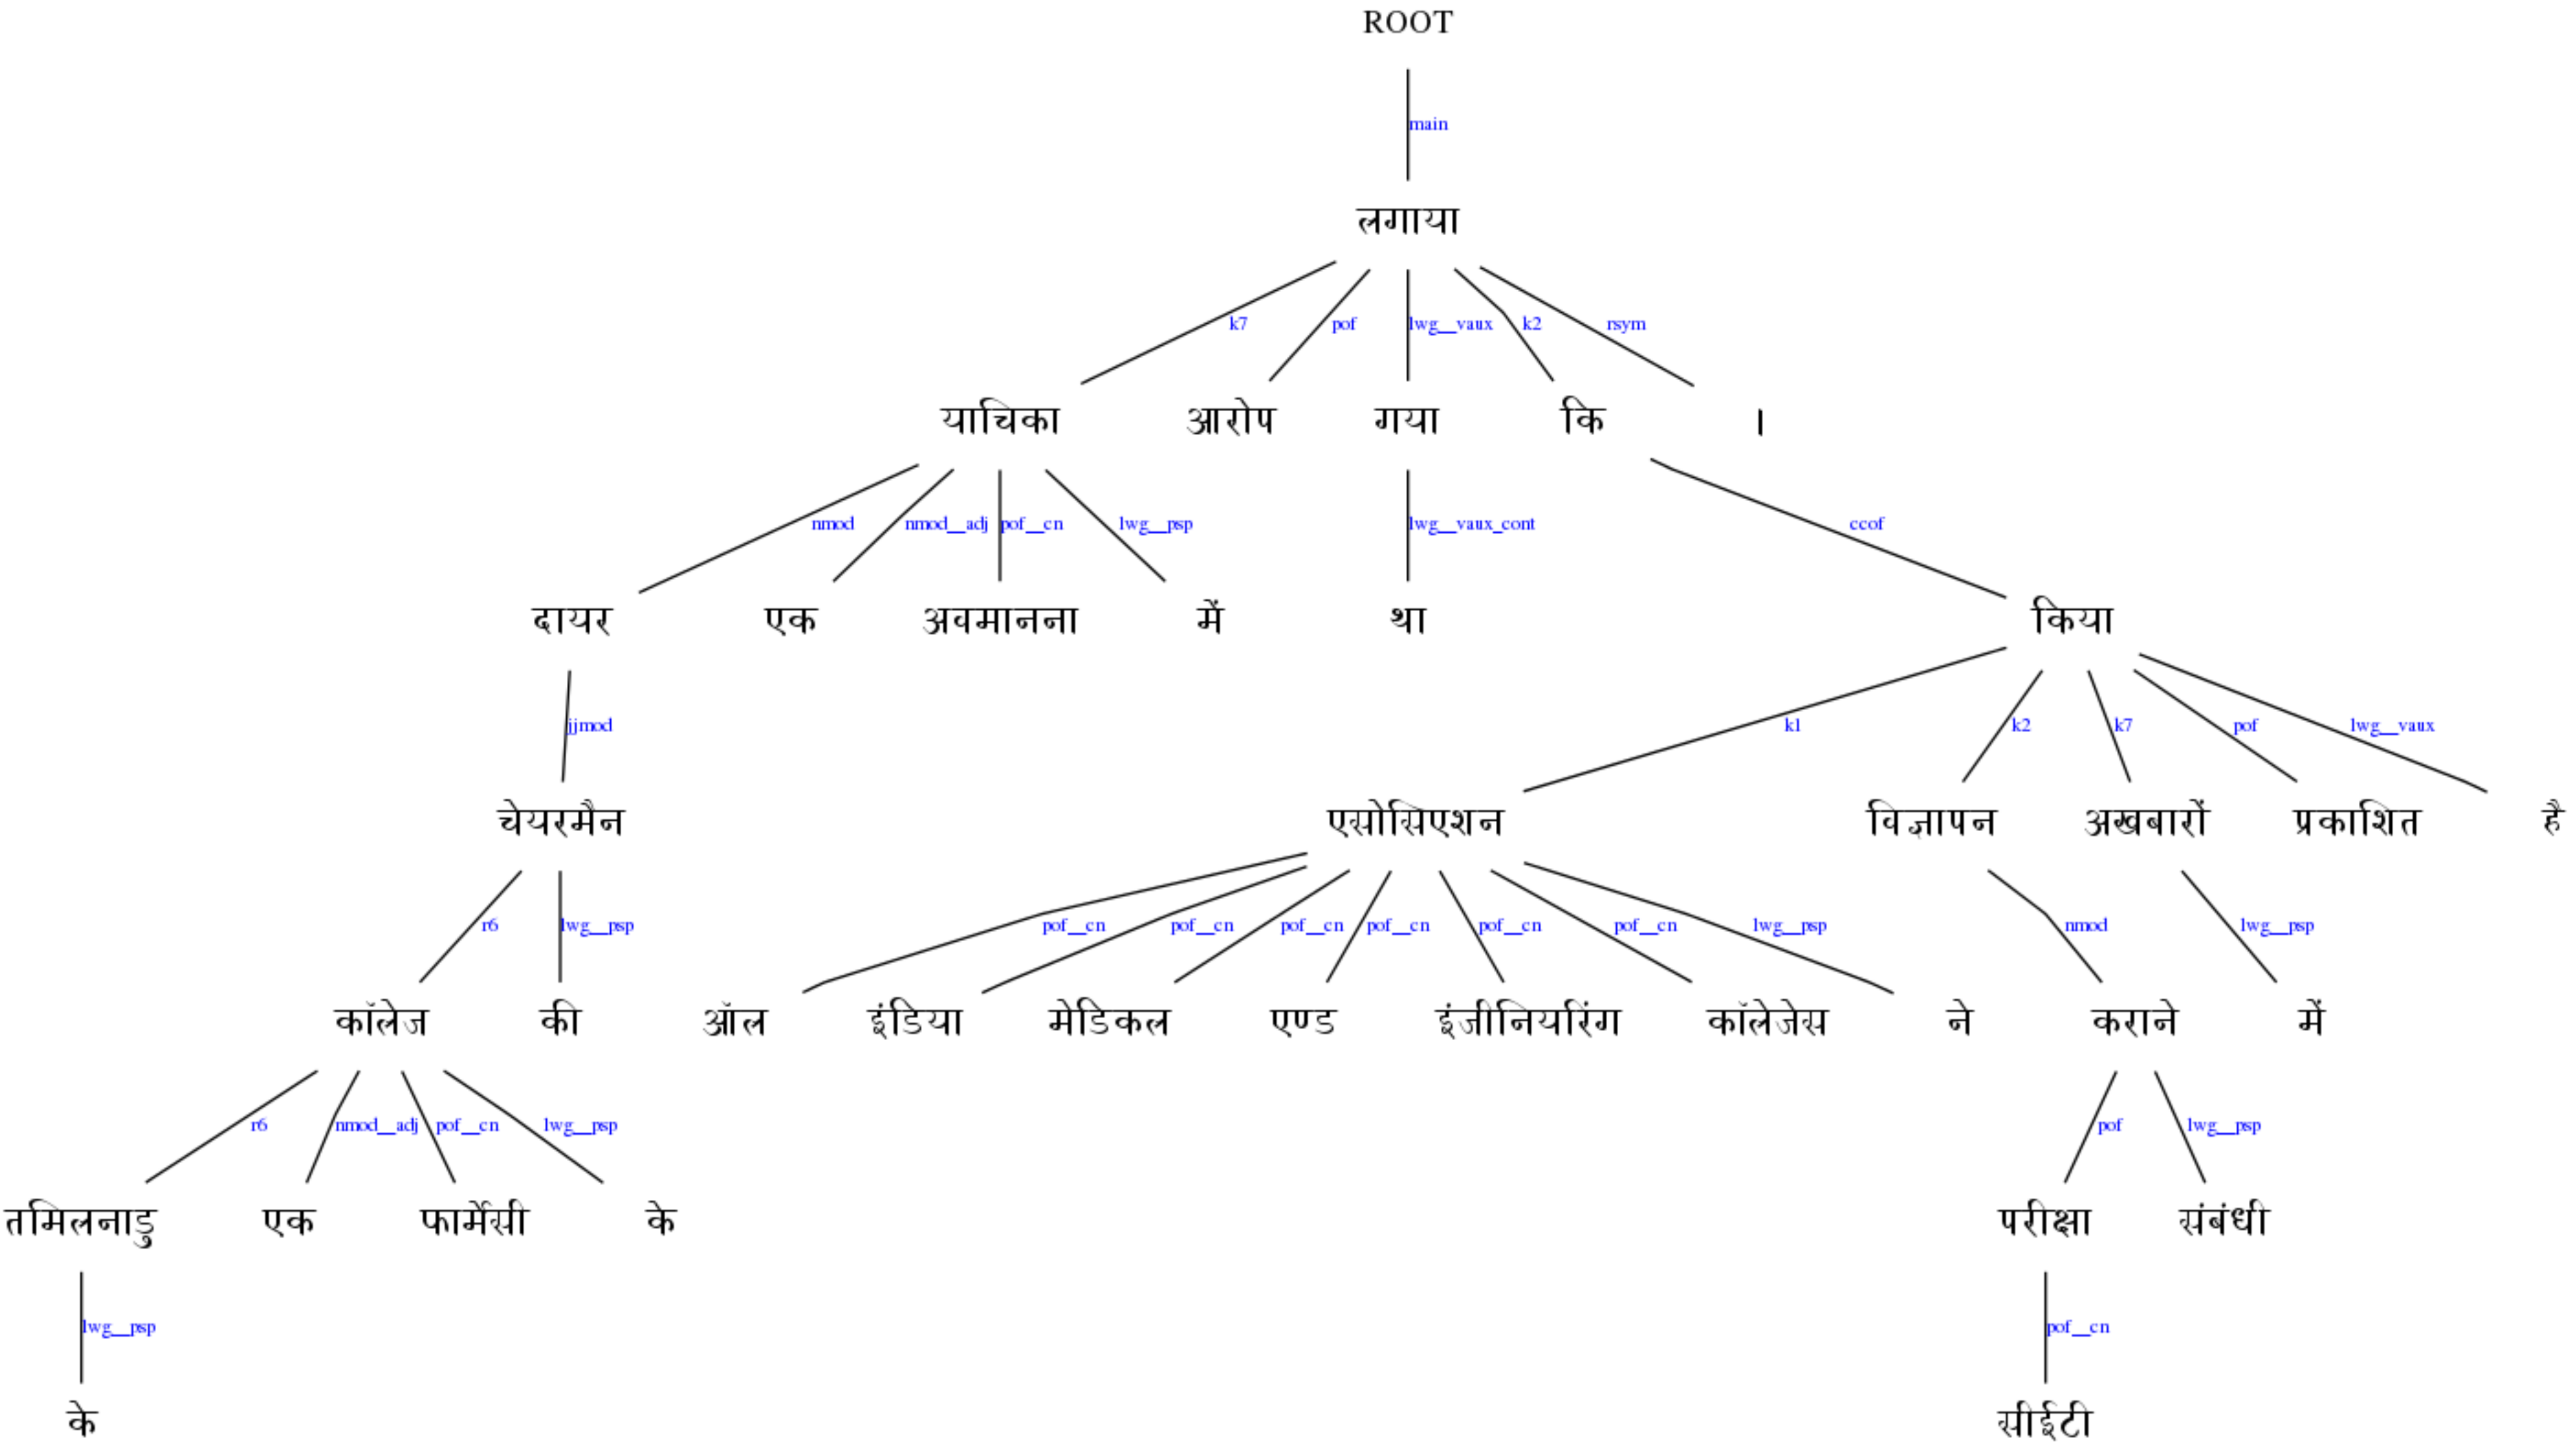 ROOT
main
लगाया
k7 pof lwg__vaux k2 rsym
याचिका आरोप गया कि ।
nmod nmod__adj pof__cn lwg__psp lwg__vaux_cont ccof
दायर एक अवमानना में था किया
jjmod k1 k2 k7 pof lwg__vaux
चेयरमैन एसोसिएशन विज्ञापन अखबारों प्रकाशित है
r6 lwg__psp pof__cn pof__cn pof__cn pof__cn pof__cn pof__cn lwg__psp nmod lwg__psp
कॉलेज की ऑल इंडिया मेडिकल एण्ड इंजीनियरिंग कॉलेजेस ने कराने में
r6 nmod__adj pof__cn lwg__psp pof lwg__psp
तमिलनाडु एक फार्मेसी के परीक्षा संबंधी
lwg__psp pof__cn
के सीईटी